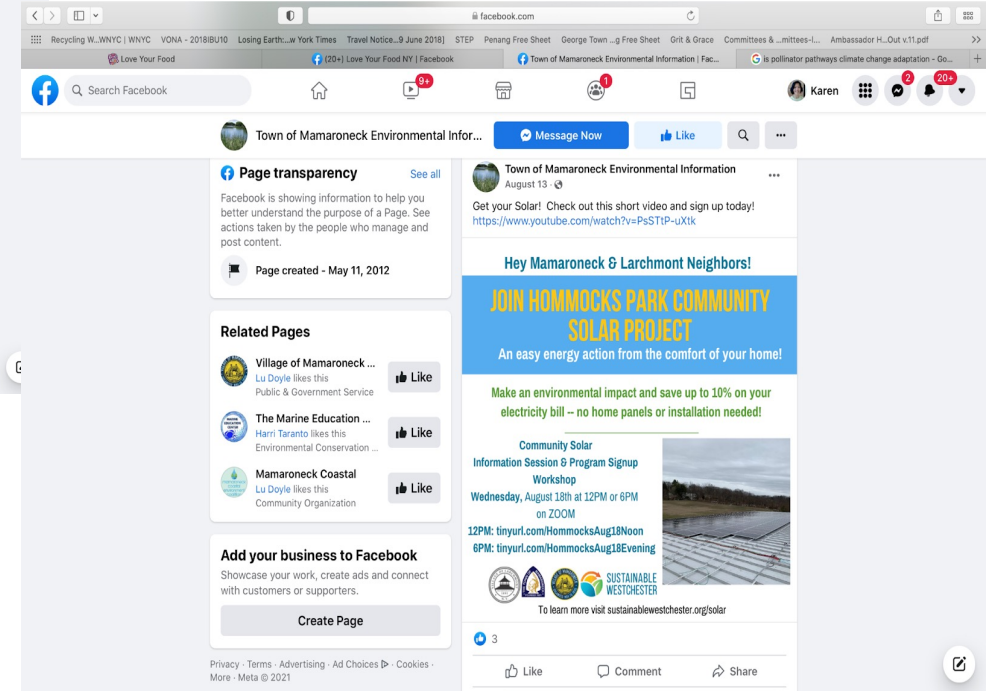 facebook.com
Recycling W...WNYC | WNYC VONA - 2018IBU10 Losing Earth:...w York Times Travel Notice...9 June 2018] STEP Penang Free Sheet George Town ...g Free Sheet Grit & Grace Committees & ...mittees-l... Ambassador H...Out v.11.pdf
Love Your Food
(20+) Love Your Food NY | Facebook
Town of Mamaroneck Environmental Information | Fac...
is pollinator pathways climate change adaptation - Go...
Search Facebook
9+
1
Karen
2
20+
Town of Mamaroneck Environmental Infor...
Message Now
Like
Page transparency
See all
Facebook is showing information to help you
better understand the purpose of a Page. See
actions taken by the people who manage and
post content.
Page created - May 11, 2012
Related Pages
Village of Mamaroneck ...
Lu Doyle likes this
Public & Government Service
Like
The Marine Education ...
Harri Taranto likes this
Environmental Conservation ...
Like
Mamaroneck Coastal
Lu Doyle likes this
Community Organization
Like
Add your business to Facebook
Showcase your work, create ads and connect
with customers or supporters.
Create Page
Privacy · Terms · Advertising · Ad Choices · Cookies ·
More · Meta © 2021
Town of Mamaroneck Environmental Information
August 13 ·
Get your Solar! Check out this short video and sign up today!
https://www.youtube.com/watch?v=PsSTtP-uXtk
Hey Mamaroneck & Larchmont Neighbors!
JOIN HOMMOCKS PARK COMMUNITY
SOLAR PROJECT
An easy energy action from the comfort of your home!
Make an environmental impact and save up to 10% on your
electricity bill -- no home panels or installation needed!
Community Solar
Information Session & Program Signup
Workshop
Wednesday, August 18th at 12PM or 6PM
on ZOOM
12PM: tinyurl.com/HommocksAug18Noon
6PM: tinyurl.com/HommocksAug18Evening
SUSTAINABLE
WESTCHESTER
To learn more visit sustainablewestchester.org/solar
3
Like
Comment
Share